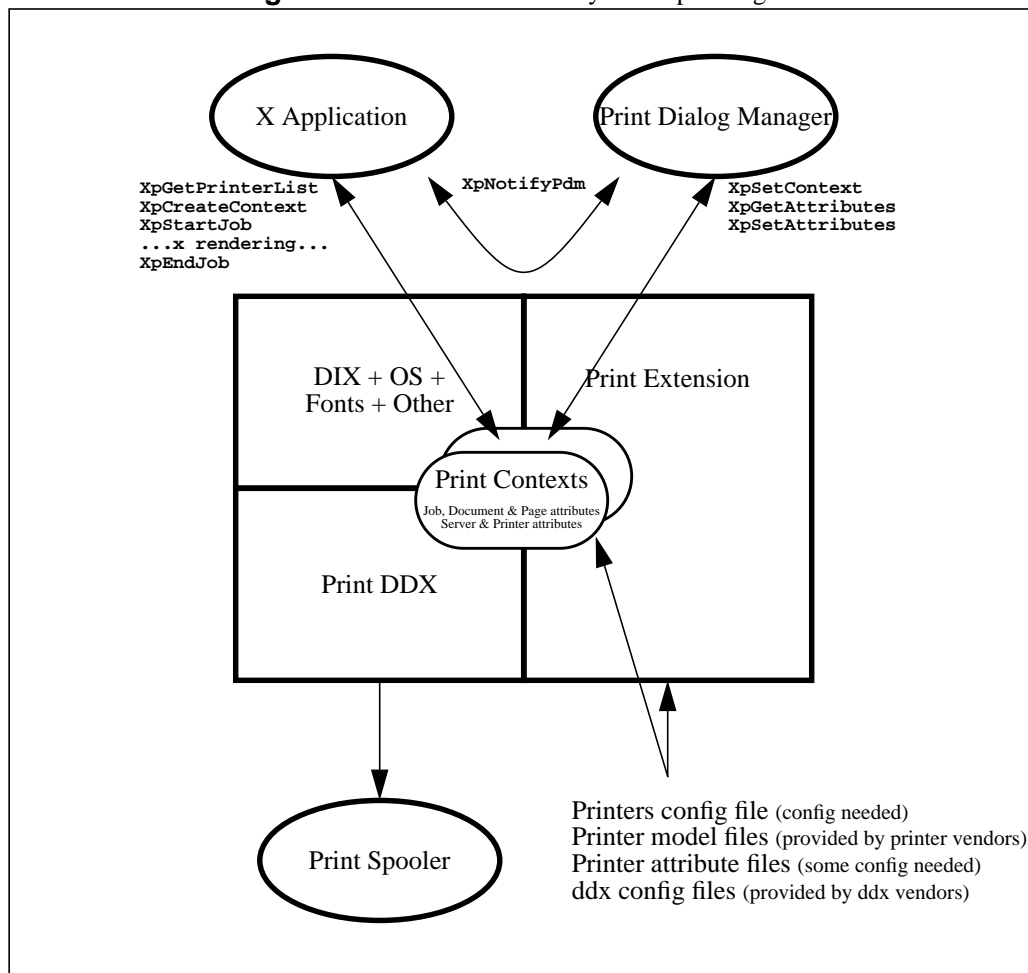 X Application
Print Dialog Manager
XpGetPrinterList
XpCreateContext
XpStartJob
...x rendering...
XpEndJob
XpNotifyPdm
XpSetContext
XpGetAttributes
XpSetAttributes
DIX + OS +
Fonts + Other
Print Extension
Print Contexts
Job, Document & Page attributes
Server & Printer attributes
Print DDX
Print Spooler
Printers config file (config needed)
Printer model files (provided by printer vendors)
Printer attribute files (some config needed)
ddx config files (provided by ddx vendors)